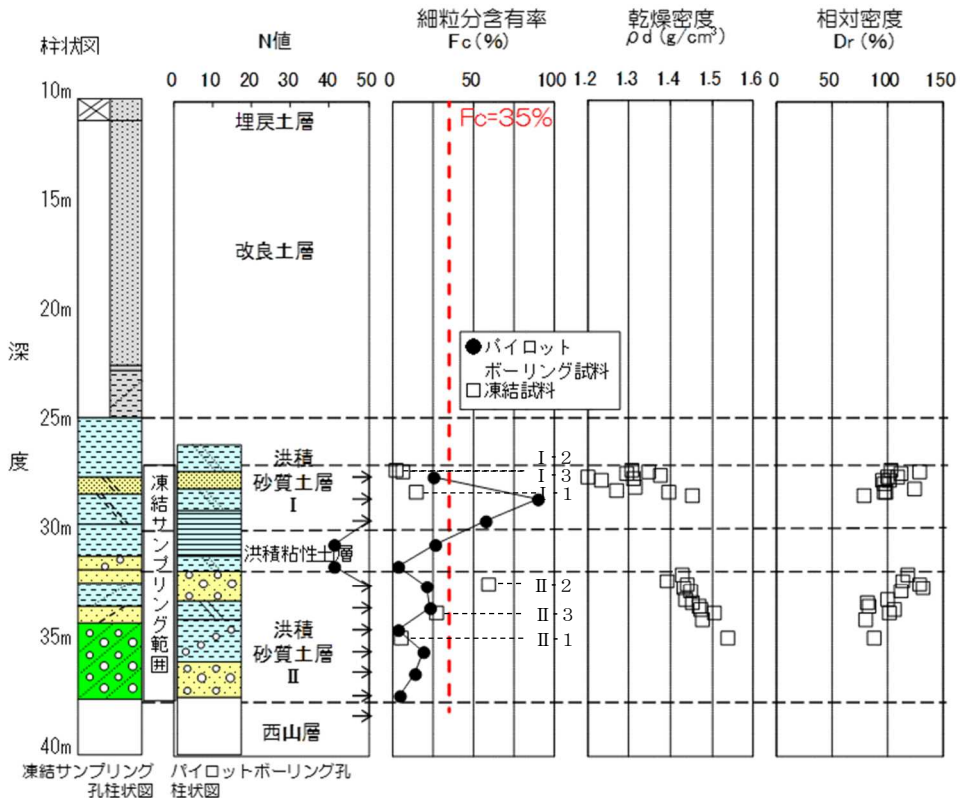 柱状図
N値
細粒分含有率
Fc(%)
乾燥密度
ρd(g/cm³)
相対密度
Dr(%)
0 10 20 30 40 50
0 50 100
1.2 1.3 1.4 1.5 1.6
0 50 100 150
10m
15m
20m
25m
30m
35m
40m
深
度
Fc=35%
埋戻土層
改良土層
●パイロット
ボーリング試料
□凍結試料
洪積
砂質土層
I
洪積粘性土層
洪積
砂質土層
II
西山層
凍結サンプリング範囲
I-2
I-3
I-1
II-2
II-3
II-1
凍結サンプリング
孔柱状図
パイロットボーリング孔
柱状図